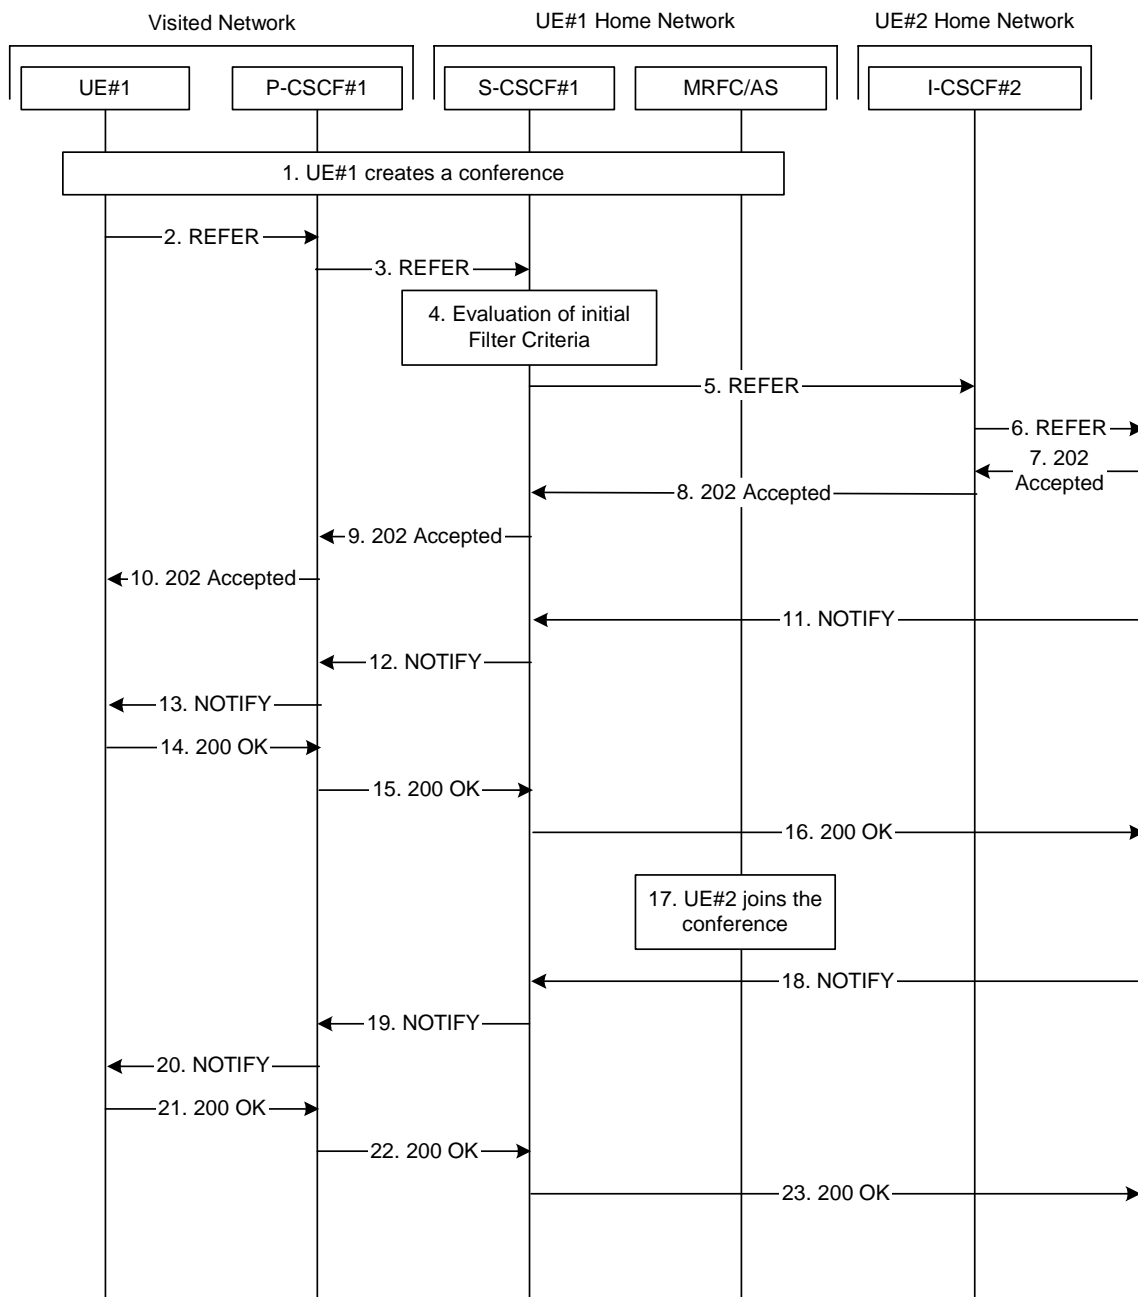 Visited Network
UE#1 Home Network
UE#2 Home Network
UE#1
P-CSCF#1
S-CSCF#1
MRFC/AS
I-CSCF#2
1. UE#1 creates a conference
2. REFER
3. REFER
4. Evaluation of initial
Filter Criteria
5. REFER
6. REFER
7. 202
Accepted
8. 202 Accepted
9. 202 Accepted
10. 202 Accepted
11. NOTIFY
12. NOTIFY
13. NOTIFY
14. 200 OK
15. 200 OK
16. 200 OK
17. UE#2 joins the
conference
18. NOTIFY
19. NOTIFY
20. NOTIFY
21. 200 OK
22. 200 OK
23. 200 OK